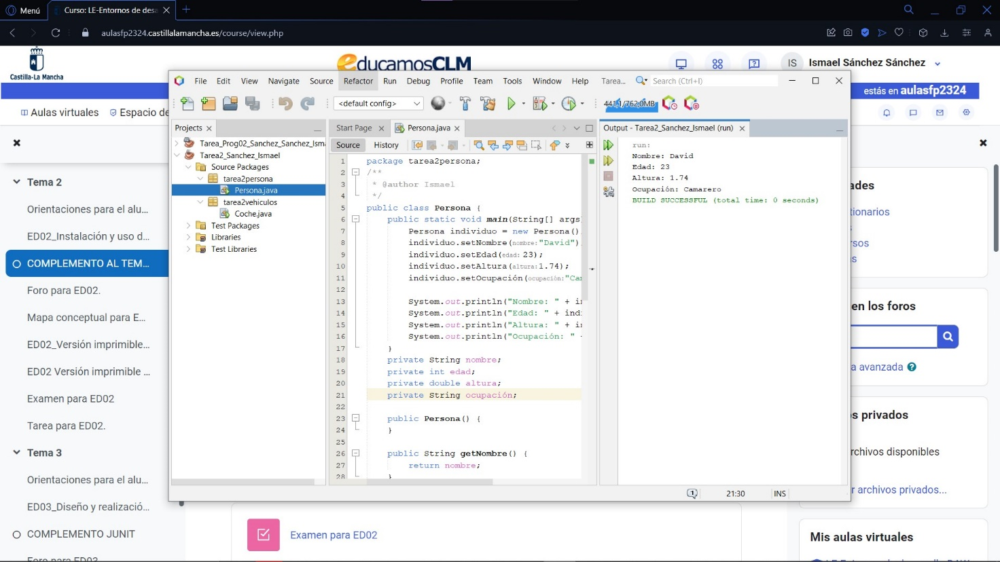 Menú
Curso: LE-Entornos de desa
aulasfp2324.castillalamancha.es/course/view.php
Castilla-La Mancha
educamosCLM
IS
Ismael Sánchez Sánchez
estás en aulasfp2324
Aulas virtuales
Espacio de
Tema 2
Orientaciones para el alu...
ED02_Instalación y uso d...
COMPLEMENTO AL TEM...
Foro para ED02.
Mapa conceptual para E...
ED02_Versión imprimible...
ED02 Versión imprimible ...
Examen para ED02
Tarea para ED02.
Tema 3
Orientaciones para el alu...
ED03_Diseño y realizació...
COMPLEMENTO JUNIT
Foro para ED03
File Edit View Navigate Source Refactor Run Debug Profile Team Tools Window Help
Tarea...
Search (Ctrl+I)
<default config>
Projects
Tarea_Prog02_Sanchez_Sanchez_Ism
Tarea2_Sanchez_Ismael
Source Packages
tarea2persona
Persona.java
tarea2vehiculos
Coche.java
Test Packages
Libraries
Test Libraries
Start Page
Persona.java
Source History
1 package tarea2persona;
2 /**
3 * @author Ismael
4 */
5 public class Persona {
6 public static void main(String[] args
7 Persona individuo = new Persona()
8 individuo.setNombre(nombre:"David")
9 individuo.setEdad(edad: 23);
10 individuo.setAltura(altura:1.74);
11 individuo.setOcupación(ocupación:"Ca
12
13 System.out.println("Nombre: " + i
14 System.out.println("Edad: " + ind
15 System.out.println("Altura: " + i
16 System.out.println("Ocupación: "
17 }
18 private String nombre;
19 private int edad;
20 private double altura;
21 private String ocupación;
22
23 public Persona() {
24 }
25
26 public String getNombre() {
27 return nombre;
28 }
Output - Tarea2_Sanchez_Ismael (run)
run:
Nombre: David
Edad: 23
Altura: 1.74
Ocupación: Camarero
BUILD SUCCESSFUL (total time: 0 seconds)
1
21:30
INS
Examen para ED02
ades
tionarios
s
rsos
s
en los foros
a avanzada
s privados
rchivos disponibles
r archivos privados...
Mis aulas virtuales